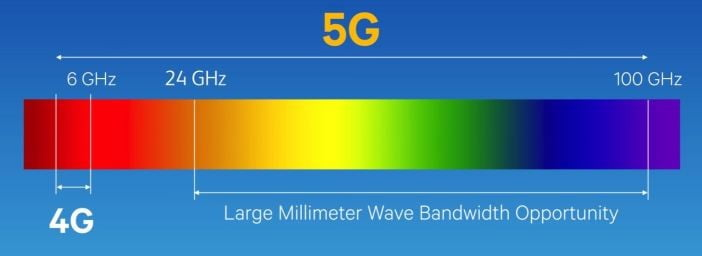 5G
6 GHz
24 GHz
100 GHz
4G
Large Millimeter Wave Bandwidth Opportunity